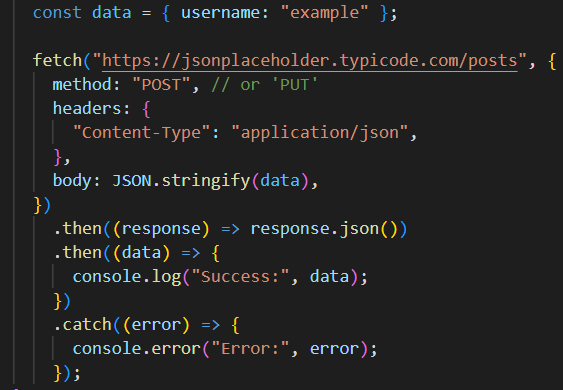 const data = { username: "example" };
fetch("https://jsonplaceholder.typicode.com/posts", {
method: "POST", // or 'PUT'
headers: {
"Content-Type": "application/json",
},
body: JSON.stringify(data),
})
.then((response) => response.json())
.then((data) => {
console.log("Success:", data);
})
.catch((error) => {
console.error("Error:", error);
});